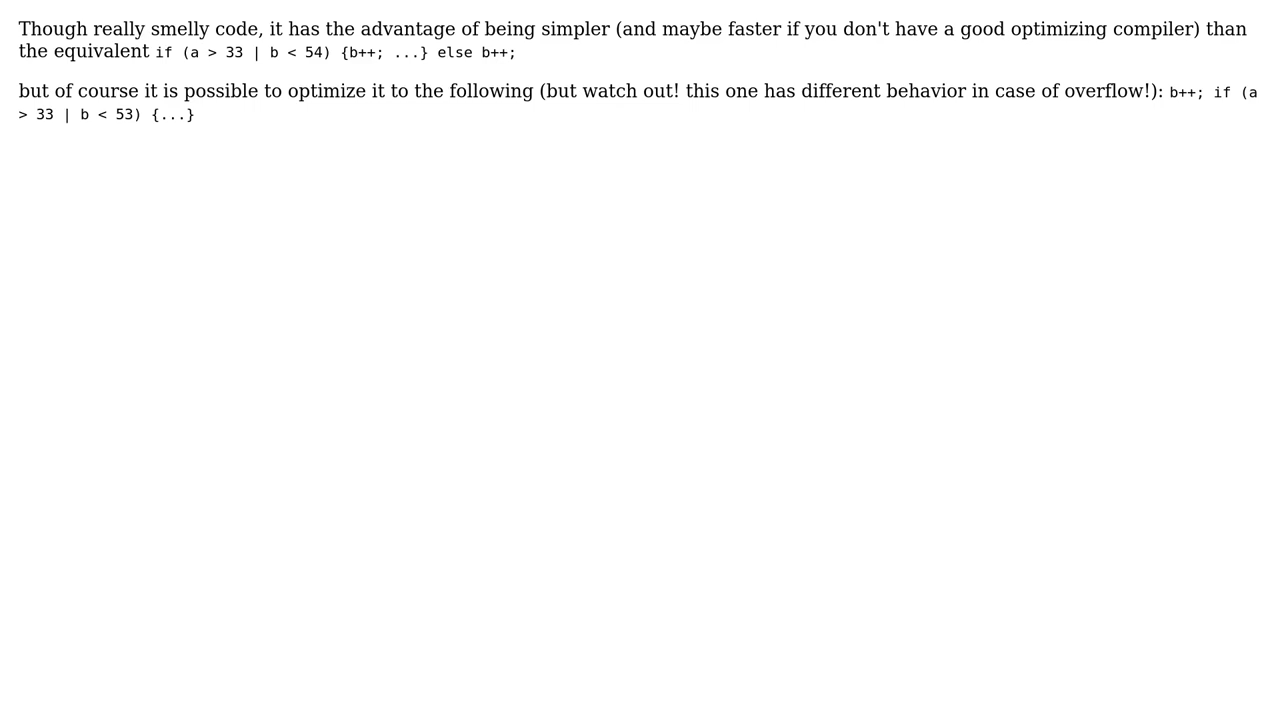 Though really smelly code, it has the advantage of being simpler (and maybe faster if you don't have a good optimizing compiler) than
the equivalent if (a > 33 | b < 54) {b++; ...} else b++;
but of course it is possible to optimize it to the following (but watch out! this one has different behavior in case of overflow!): b++; if (a
> 33 | b < 53) {...}